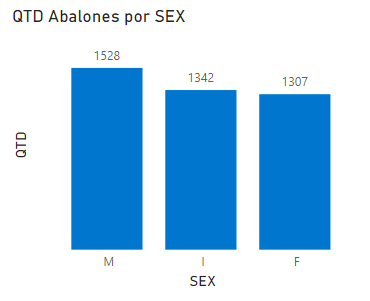 QTD Abalones por SEX
1528
1342
1307
QTD
M
I
F
SEX